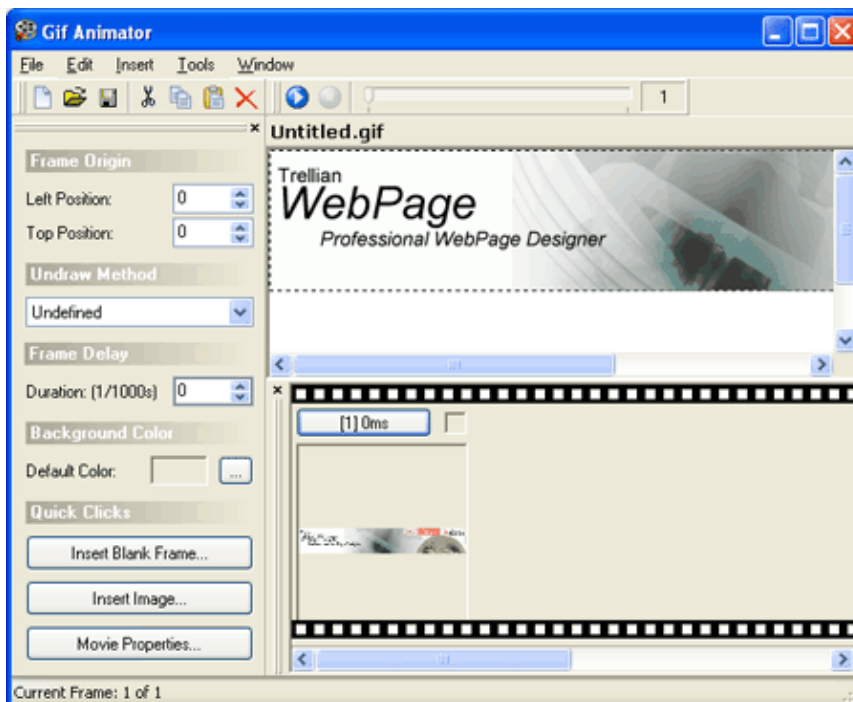 Gif Animator
File Edit Insert Tools Window
1
Untitled.gif
Frame Origin
Left Position: 0
Top Position: 0
Undraw Method
Undefined
Frame Delay
Duration: (1/1000s) 0
Background Color
Default Color: ...
Quick Clicks
Insert Blank Frame...
Insert Image...
Movie Properties...
Trellian
WebPage
Professional WebPage Designer
[1] 0ms
Current Frame: 1 of 1